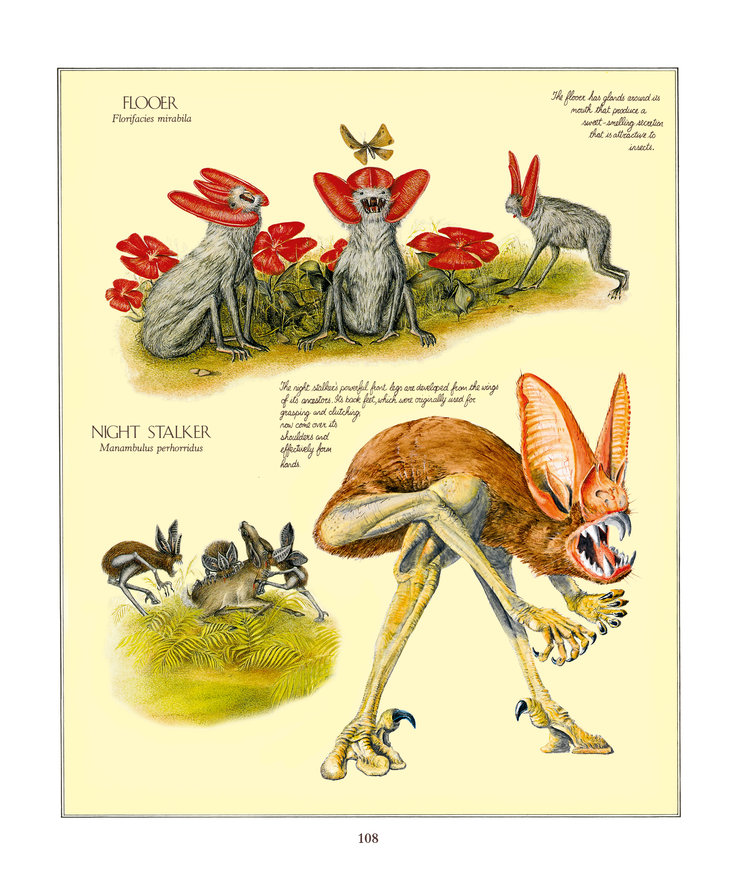 FLOOER
Florifacies mirabila
The flooer has glands around its
mouth that produce a
sweet-smelling secretion
that is attractive to
insects.
The night stalker's powerful front legs are developed from the wings
of its ancestors. Its back feet, which were originally used for
grasping and clutching,
now come over its
shoulders and
effectively form
hands.
NIGHT STALKER
Manambulus perhorridus
108